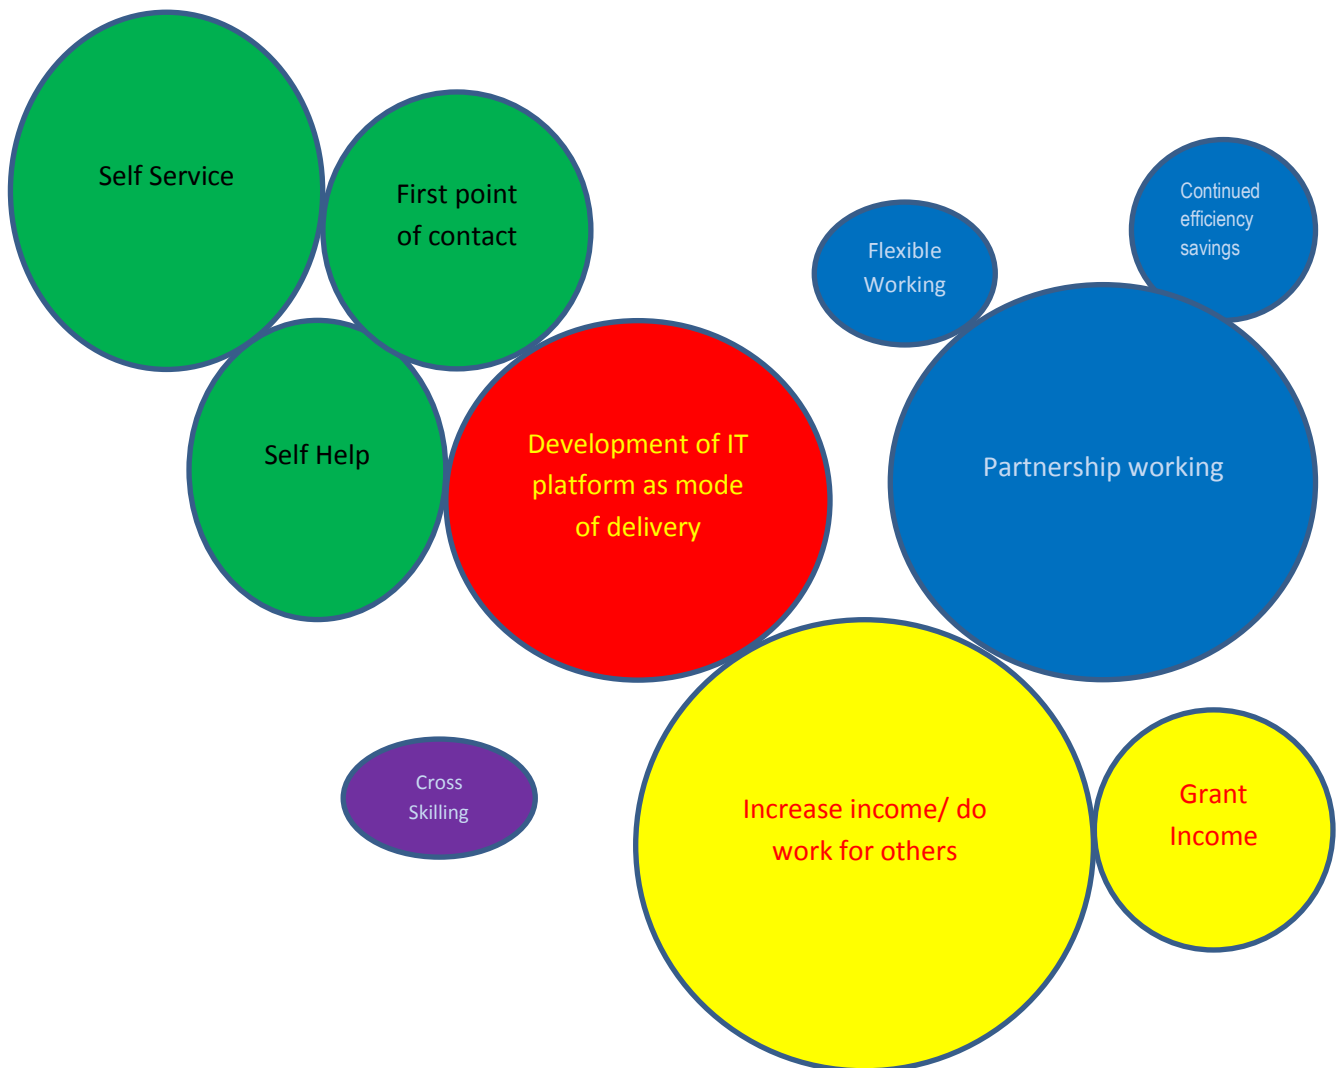 Self Service
First point
of contact
Continued
efficiency
savings
Flexible
Working
Self Help
Development of IT
platform as mode
of delivery
Partnership working
Cross
Skilling
Increase income/ do
work for others
Grant
Income